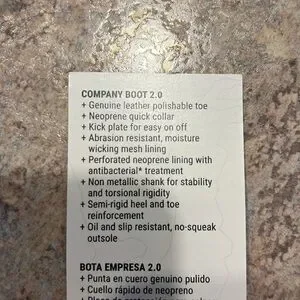 COMPANY BOOT 2.0
+ Genuine leather polishable toe
+ Neoprene quick collar
+ Kick plate for easy on off
+ Abrasion resistant, moisture
wicking mesh lining
+ Perforated neoprene lining with
antibacterial* treatment
+ Non metallic shank for stability
and torsional rigidity
+ Semi-rigid heel and toe
reinforcement
+ Oil and slip resistant, no-squeak
outsole
BOTA EMPRESA 2.0
+ Punta en cuero genuino pulido
+ Cuello rápido de neopreno